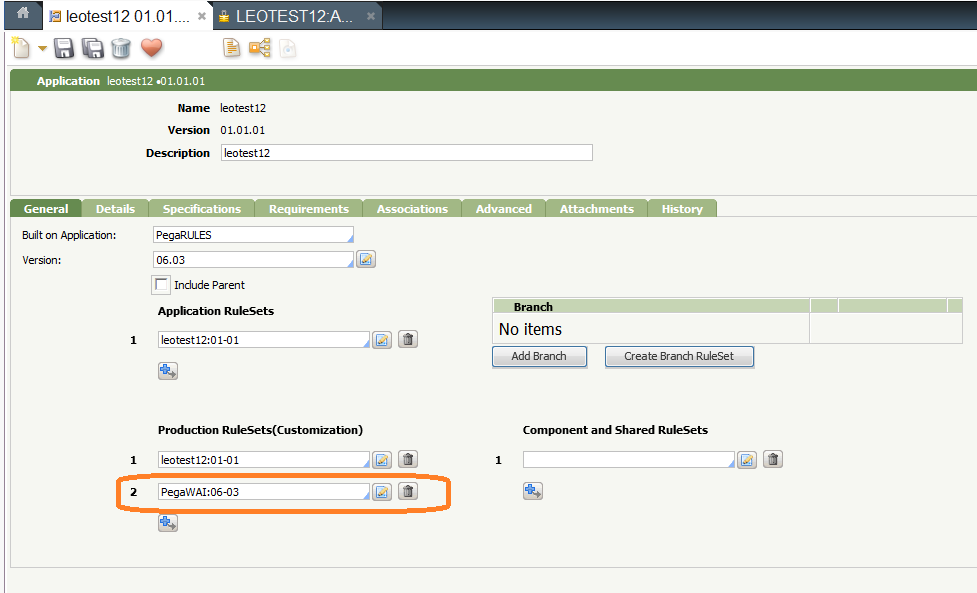 leotest12 01.01.... LEOTEST12:A...
Application leotest12 •01.01.01
Name leotest12
Version 01.01.01
Description leotest12
General Details Specifications Requirements Associations Advanced Attachments History
Built on Application: PegaRULES
Version: 06.03
Include Parent
Application RuleSets
Branch
No items
1 leotest12:01-01
Add Branch Create Branch RuleSet
Production RuleSets(Customization) Component and Shared RuleSets
1 leotest12:01-01 1
2 PegaWAI:06-03